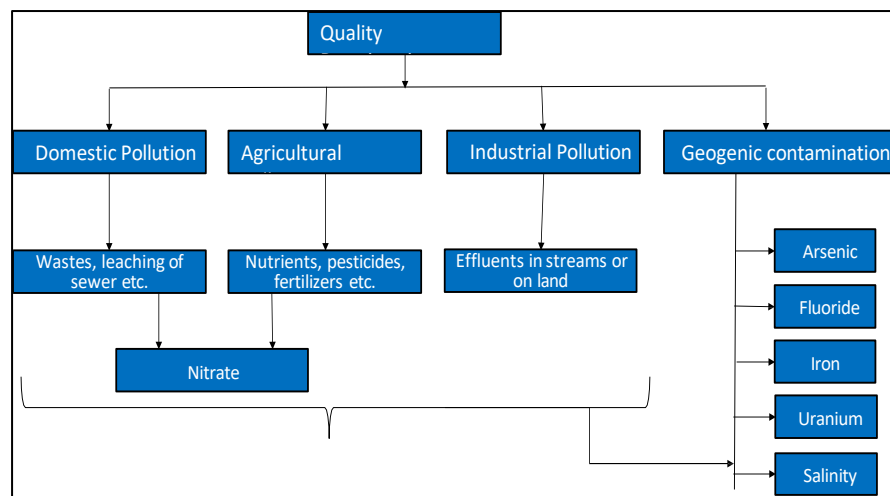 Quality
Domestic Pollution
Agricultural
Industrial Pollution
Geogenic contamination
Wastes, leaching of
sewer etc.
Nutrients, pesticides,
fertilizers etc.
Effluents in streams or
on land
Nitrate
Arsenic
Fluoride
Iron
Uranium
Salinity